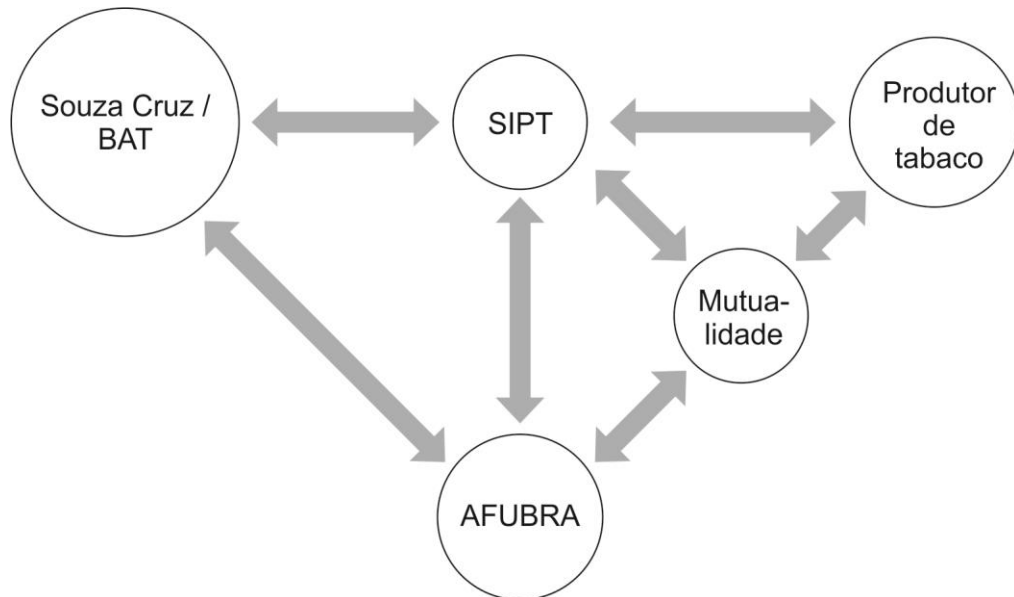 Souza Cruz /
BAT
SIPT
Produtor
de
tabaco
Mutua-
lidade
AFUBRA